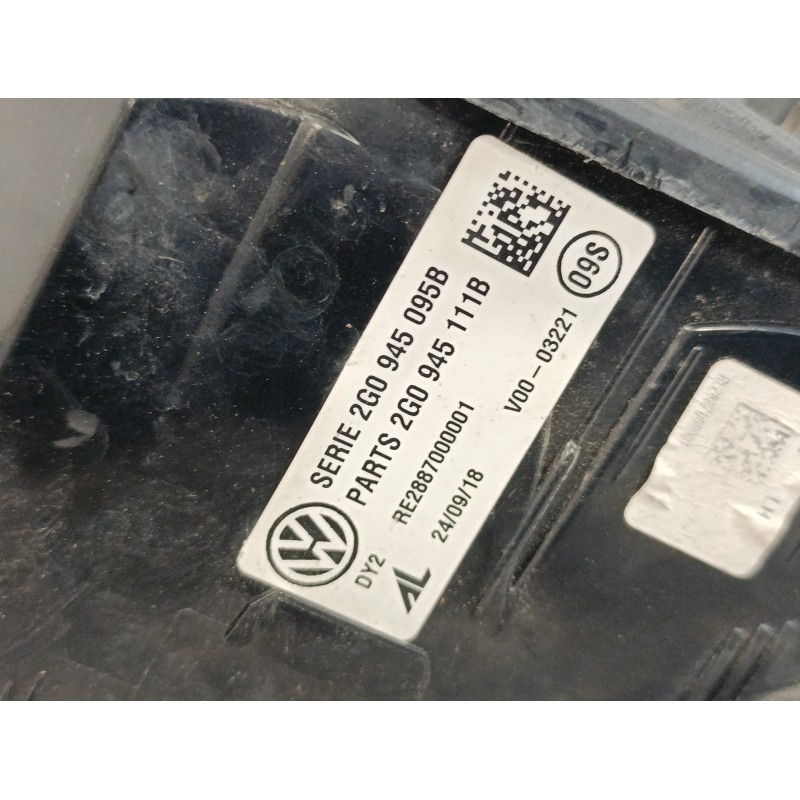 SERIE 2G0 945 095B
PARTS 2G0 945 111B
DY2 RE2887000001
24/09/18 V00-03221
09S
AL